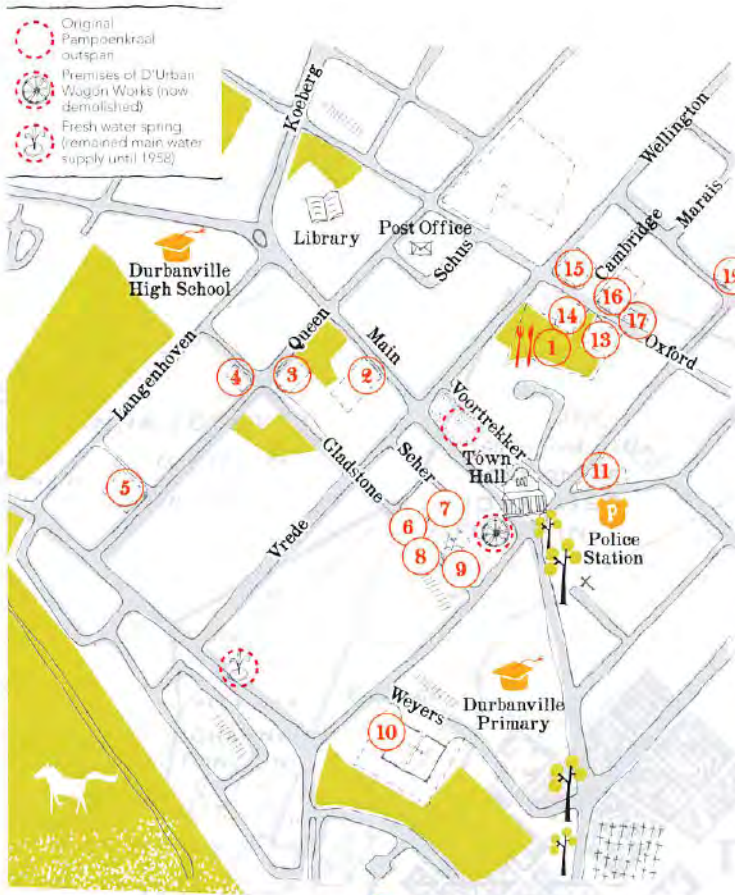 Original
Pampoenkraal
outspan
Premises of D'Urban
Wagon Works (now
demolished)
Fresh water spring
(remained main water
supply until 1958)
Koeberg
Wellington
Marais
Cambridge
Library
Post Office
Schus
Durbanville
High School
15
16
19
14
17
13
1
Oxford
Queen
Main
Langenhoven
4
3
2
Voortrekker
Town
Hall
11
Gladstone
Scher
5
7
6
8
9
P
Police
Station
Vrede
Weyers
Durbanville
Primary
10